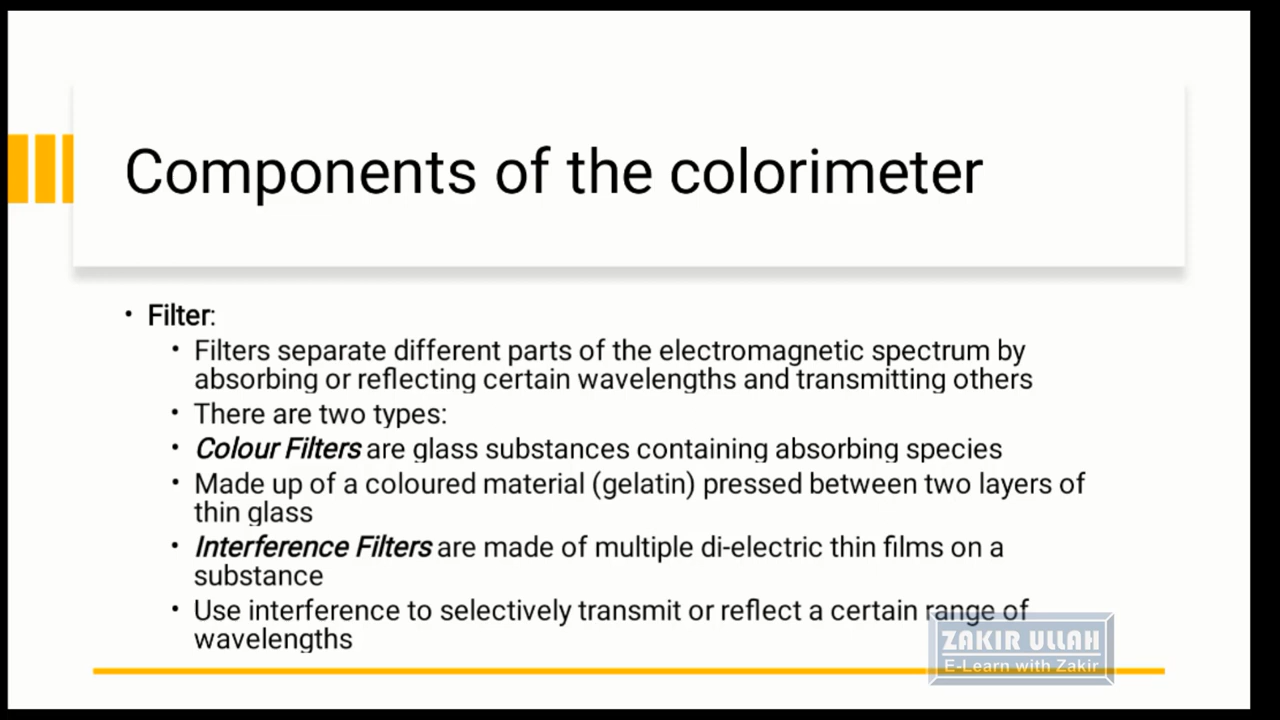 Components of the colorimeter
• Filter:
• Filters separate different parts of the electromagnetic spectrum by
absorbing or reflecting certain wavelengths and transmitting others
• There are two types:
• Colour Filters are glass substances containing absorbing species
• Made up of a coloured material (gelatin) pressed between two layers of
thin glass
• Interference Filters are made of multiple di-electric thin films on a
substance
• Use interference to selectively transmit or reflect a certain range of
wavelengths
ZAKIR ULLAH
E-Learn with Zakir